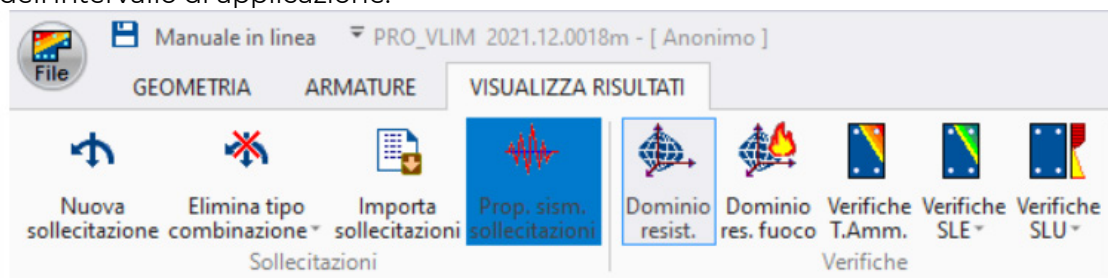 dell'intervallo di applicazione.
Manuale in linea PRO_VLIM 2021.12.0018m - [ Anonimo ]
File
GEOMETRIA ARMATURE VISUALIZZA RISULTATI
Nuova Elimina tipo Importa Prop. sism. Dominio Dominio Verifiche Verifiche Verifiche
sollecitazione combinazione sollecitazioni sollecitazioni resist. res. fuoco T.Amm. SLE SLU
Sollecitazioni Verifiche